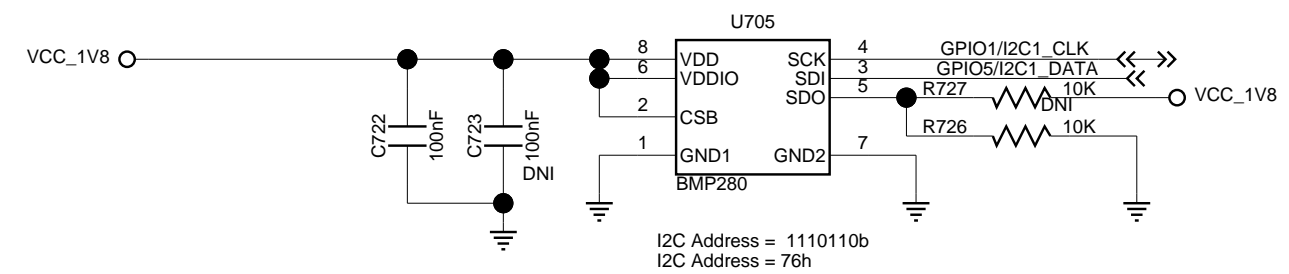 U705
VCC_1V8
8
VDD
SCK
4
GPIO1/I2C1_CLK
6
VDDIO
SDI
3
GPIO5/I2C1_DATA
SDO
5
R727
10K
DNI
VCC_1V8
2
CSB
C722
100nF
C723
100nF
DNI
R726
10K
1
GND1
GND2
7
BMP280
I2C Address = 1110110b
I2C Address = 76h